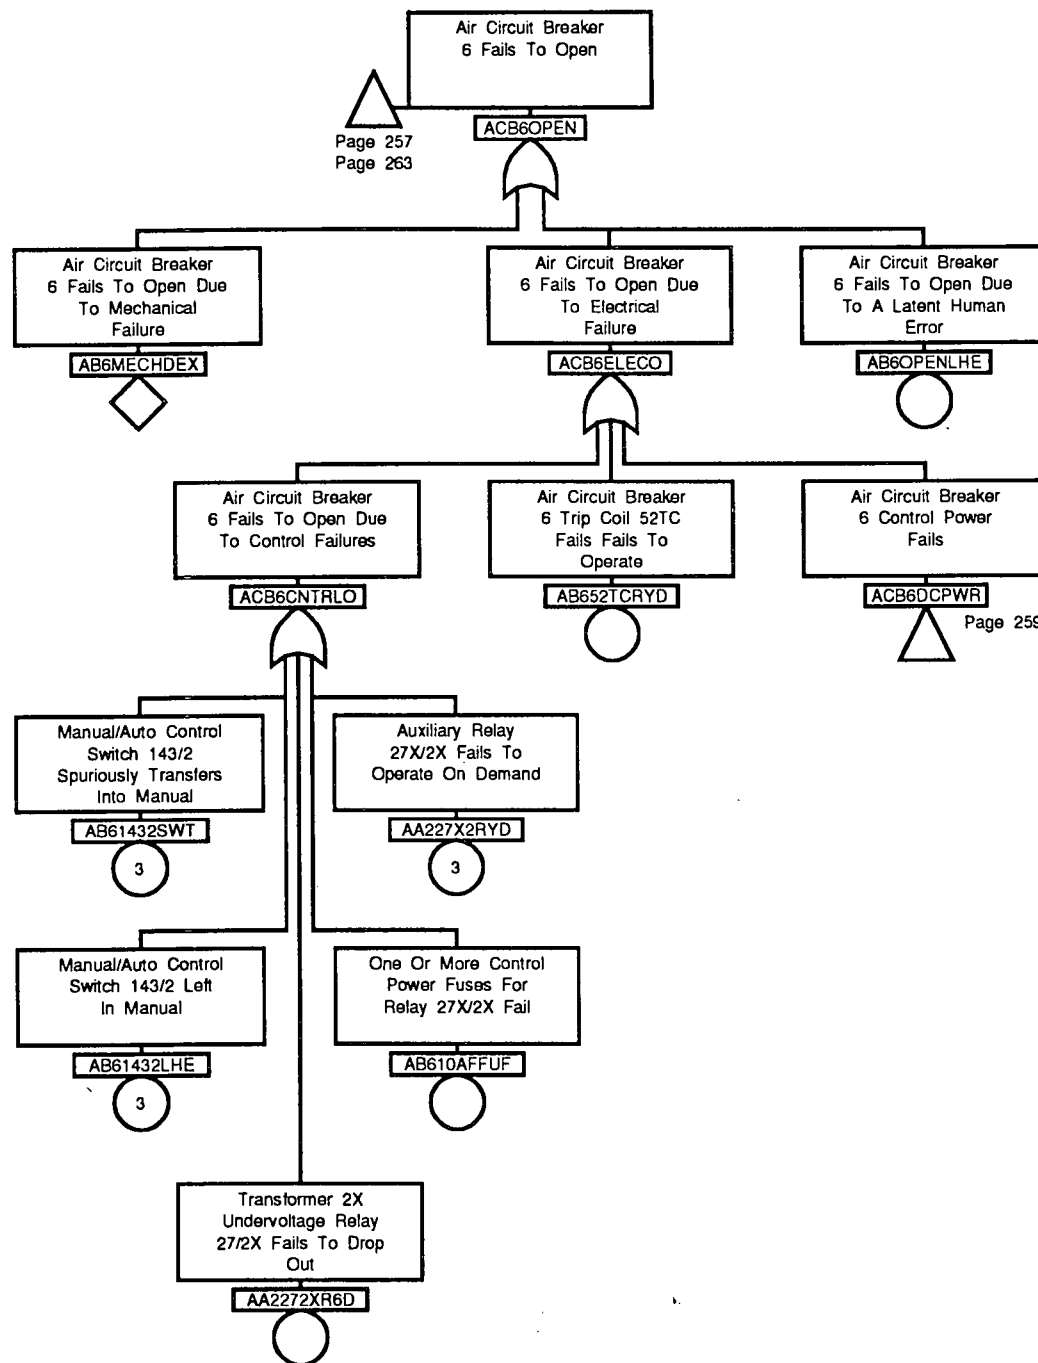 Air Circuit Breaker
6 Fails To Open
ACB6OPEN
Page 257
Page 263
Air Circuit Breaker
6 Fails To Open Due
To Mechanical
Failure
AB6MECHDEX
Air Circuit Breaker
6 Fails To Open Due
To Electrical
Failure
ACB6ELECO
Air Circuit Breaker
6 Fails To Open Due
To A Latent Human
Error
AB6OPENLHE
Air Circuit Breaker
6 Fails To Open Due
To Control Failures
ACB6CNTRLO
Air Circuit Breaker
6 Trip Coil 52TC
Fails Fails To
Operate
AB652TCRYD
Air Circuit Breaker
6 Control Power
Fails
ACB6DCPWR
Page 259
Manual/Auto Control
Switch 143/2
Spuriously Transfers
Into Manual
AB61432SWT
3
Auxiliary Relay
27X/2X Fails To
Operate On Demand
AA227X2RYD
3
Manual/Auto Control
Switch 143/2 Left
In Manual
AB61432LHE
3
One Or More Control
Power Fuses For
Relay 27X/2X Fail
AB610AFFUF
Transformer 2X
Undervoltage Relay
27/2X Fails To Drop
Out
AA2272XR6D